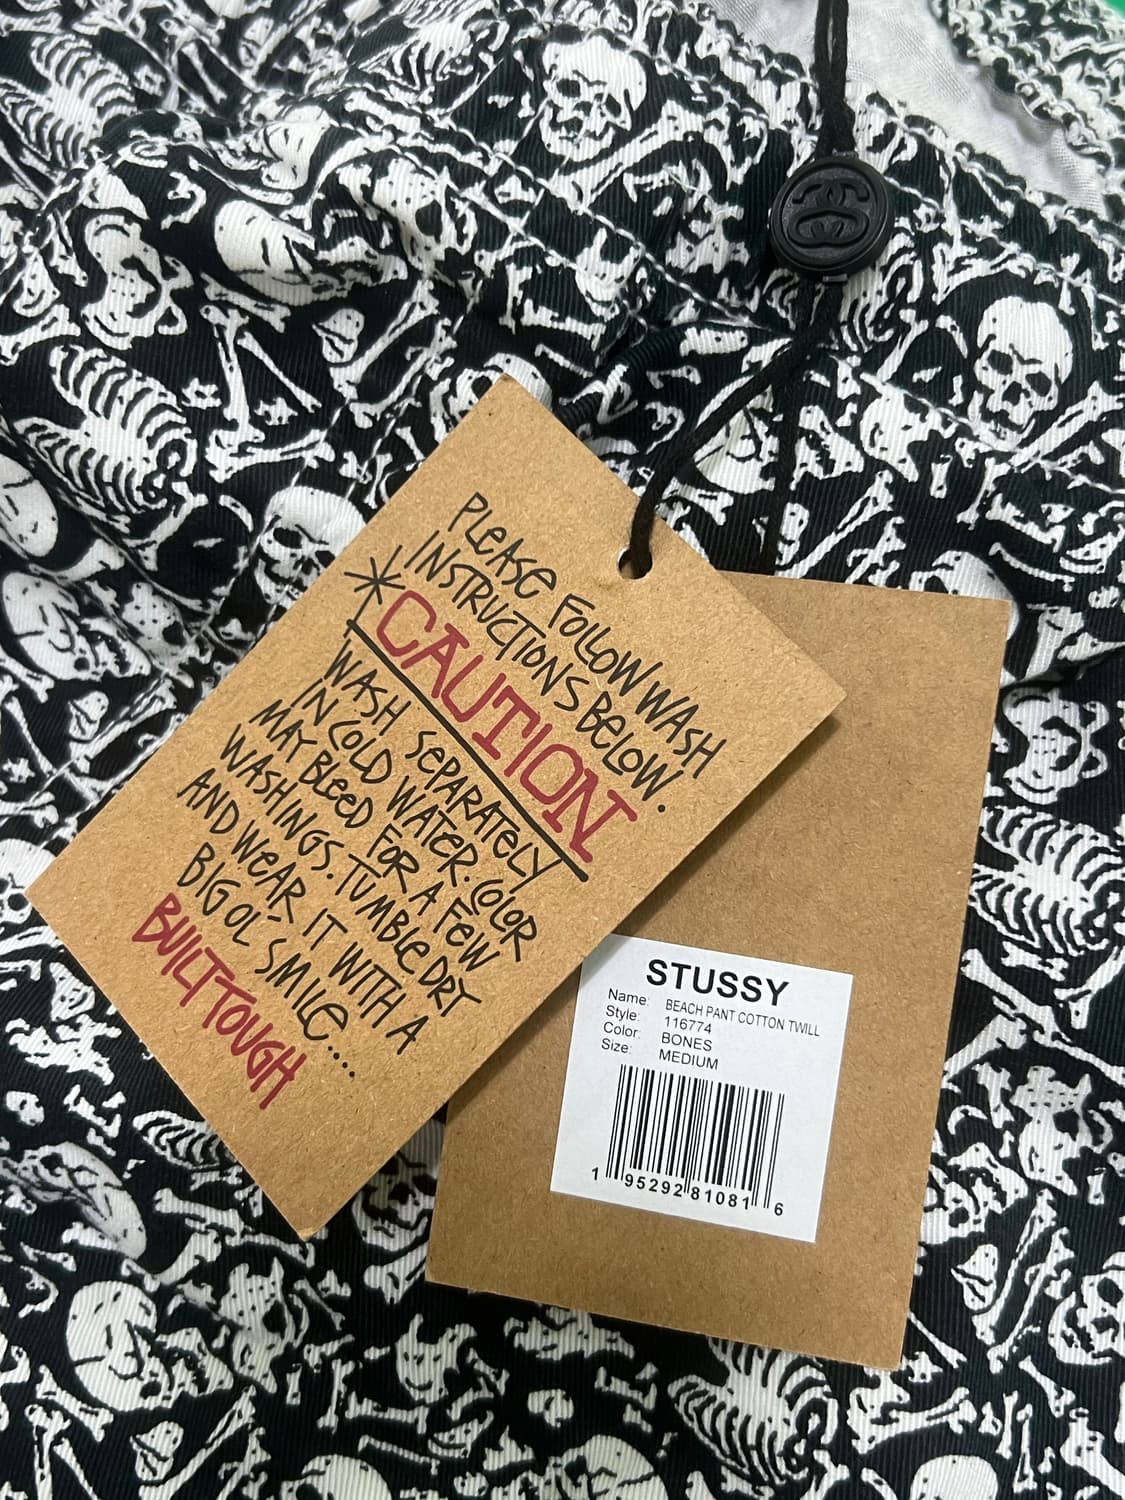 PLEASE FOLLOW WASH
INSTRUCTIONS BELOW.
*CAUTION
WASH SEPARATELY
IN COLD WATER. COLOR
MAY BLEED FOR A FEW
WASHINGS. TUMBLE DRY
AND WEAR IT WITH A
BIG OL' SMILE....
BUILT TOUGH
STUSSY
Name: BEACH PANT COTTON TWILL
Style: 116774
Color: BONES
Size: MEDIUM
1 95292 81081 6